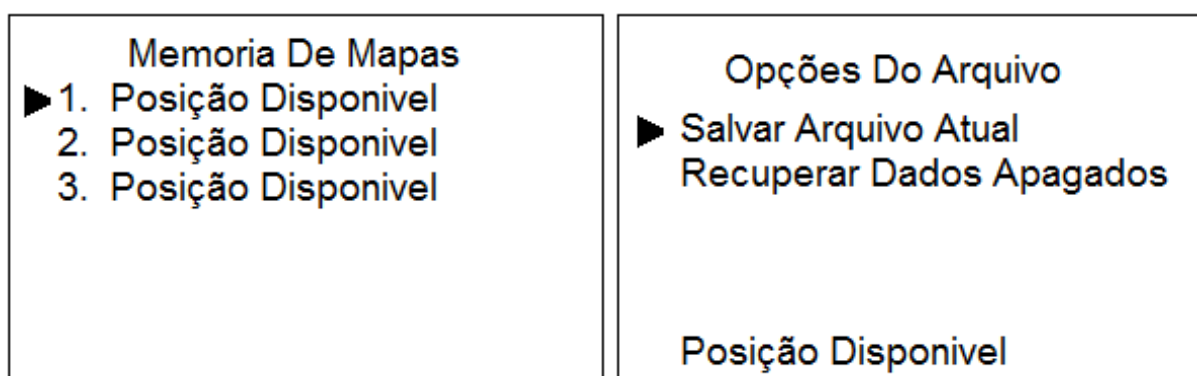 Memoria De Mapas
1. Posição Disponivel
2. Posição Disponivel
3. Posição Disponivel
Opções Do Arquivo
Salvar Arquivo Atual
Recuperar Dados Apagados
Posição Disponivel